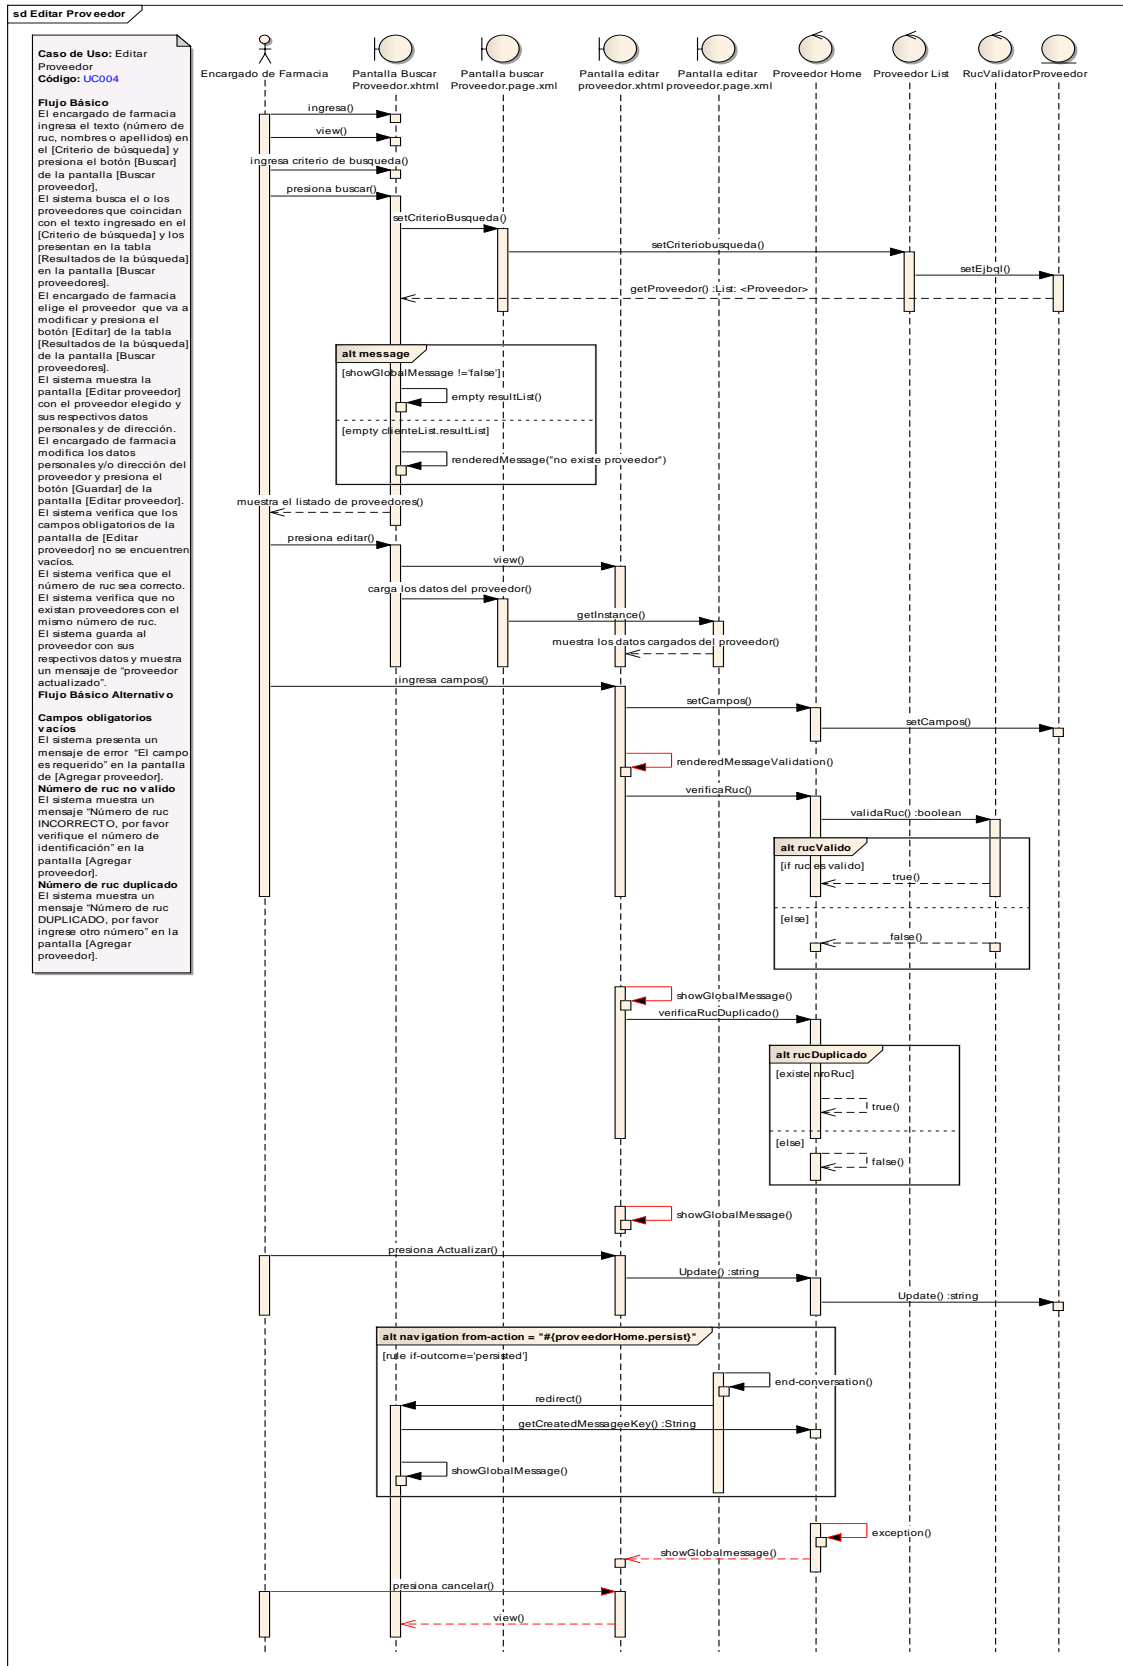 sd Editar Proveedor
Caso de Uso: Editar
Proveedor
Código: UC004
Flujo Básico
El encargado de farmacia
ingresa el texto (número de
ruc, nombres o apellidos) en
el [Criterio de búsqueda] y
presiona el botón [Buscar]
de la pantalla [Buscar
proveedor],
El sistema busca el o los
proveedores que coincidan
con el texto ingresado en el
[Criterio de búsqueda] y los
presentan en la tabla
[Resultados de la búsqueda]
en la pantalla [Buscar
proveedores].
El encargado de farmacia
elige el proveedor que va a
modificar y presiona el
botón [Editar] de la tabla
[Resultados de la búsqueda]
de la pantalla [Buscar
proveedores].
El sistema muestra la
pantalla [Editar proveedor]
con el proveedor elegido y
sus respectivos datos
personales y de dirección.
El encargado de farmacia
modifica los datos
personales y/o dirección del
proveedor y presiona el
botón [Guardar] de la
pantalla [Editar proveedor].
El sistema verifica que los
campos obligatorios de la
pantalla de [Editar
proveedor] no se encuentren
vacíos.
El sistema verifica que el
número de ruc sea correcto.
El sistema verifica que no
existan proveedores con el
mismo número de ruc.
El sistema guarda al
proveedor con sus
respectivos datos y muestra
un mensaje de “proveedor
actualizado”.
Flujo Básico Alternativo
Campos obligatorios
vacíos
El sistema presenta un
mensaje de error “El campo
es requerido” en la pantalla
de [Agregar proveedor].
Número de ruc no valido
El sistema muestra un
mensaje “Número de ruc
INCORRECTO, por favor
verifique el número de
identificación” en la
pantalla [Agregar
proveedor].
Número de ruc duplicado
El sistema muestra un
mensaje “Número de ruc
DUPLICADO, por favor
ingrese otro número” en la
pantalla [Agregar
proveedor].
Encargado de Farmacia
Pantalla Buscar
Proveedor.xhtml
Pantalla buscar
Proveedor.page.xml
Pantalla editar
proveedor.xhtml
Pantalla editar
proveedor.page.xml
Proveedor Home
Proveedor List
RucValidator
Proveedor
ingresa()
view()
ingresa criterio de busqueda()
presiona buscar()
setCriterioBusqueda()
setCriteriobusqueda()
setEjbql()
getProveedor() :List: <Proveedor>
alt message
[showGlobalMessage !='false']
empty resultList()
[empty clienteList.resultList]
renderedMessage("no existe proveedor")
muestra el listado de proveedores()
presiona editar()
view()
carga los datos del proveedor()
getInstance()
muestra los datos cargados del proveedor()
ingresa campos()
setCampos()
setCampos()
renderedMessageValidation()
verificaRuc()
validaRuc() :boolean
alt rucValido
[if ruc es valido]
true()
[else]
false()
showGlobalMessage()
verificaRucDuplicado()
alt rucDuplicado
[existe nroRuc]
true()
[else]
false()
showGlobalMessage()
presiona Actualizar()
Update() :string
Update() :string
alt navigation from-action = "#{proveedorHome.persist}"
[rule if-outcome='persisted']
end-conversation()
redirect()
getCreatedMessageeKey() :String
showGlobalMessage()
exception()
showGlobalmessage()
presiona cancelar()
view()